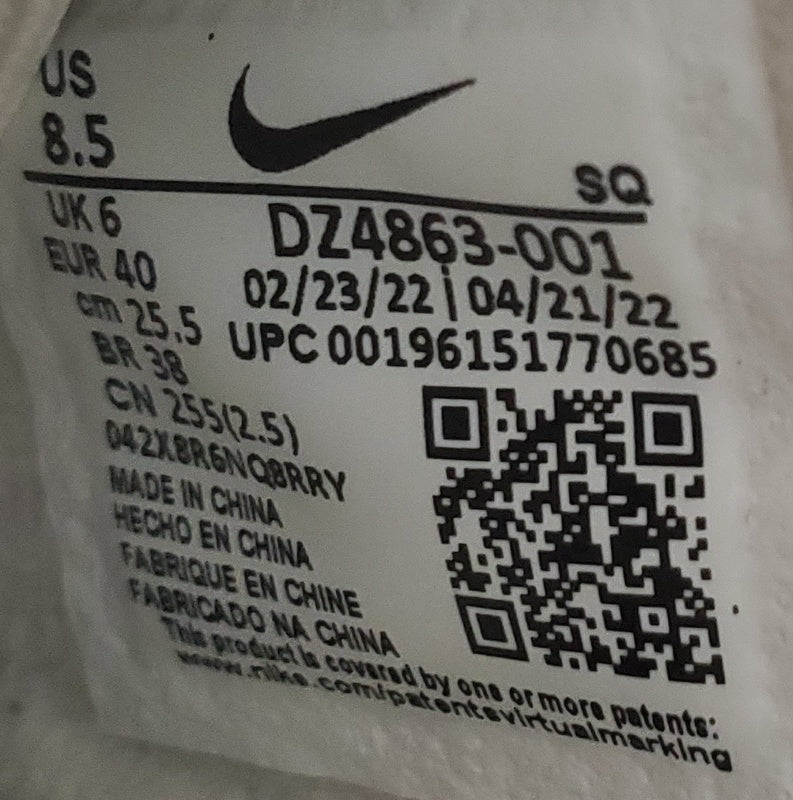 US
8.5
SQ
UK 6
DZ4863-001
EUR 40
02/23/22 | 04/21/22
cm 25.5
UPC 00196151770685
BR 38
CN 255(2.5)
042X8R6NQ8RRY
MADE IN CHINA
HECHO EN CHINA
FABRIQUE EN CHINE
FABRICADO NA CHINA
This product is covered by one or more patents:
www.nike.com/patentsvirtualmarking